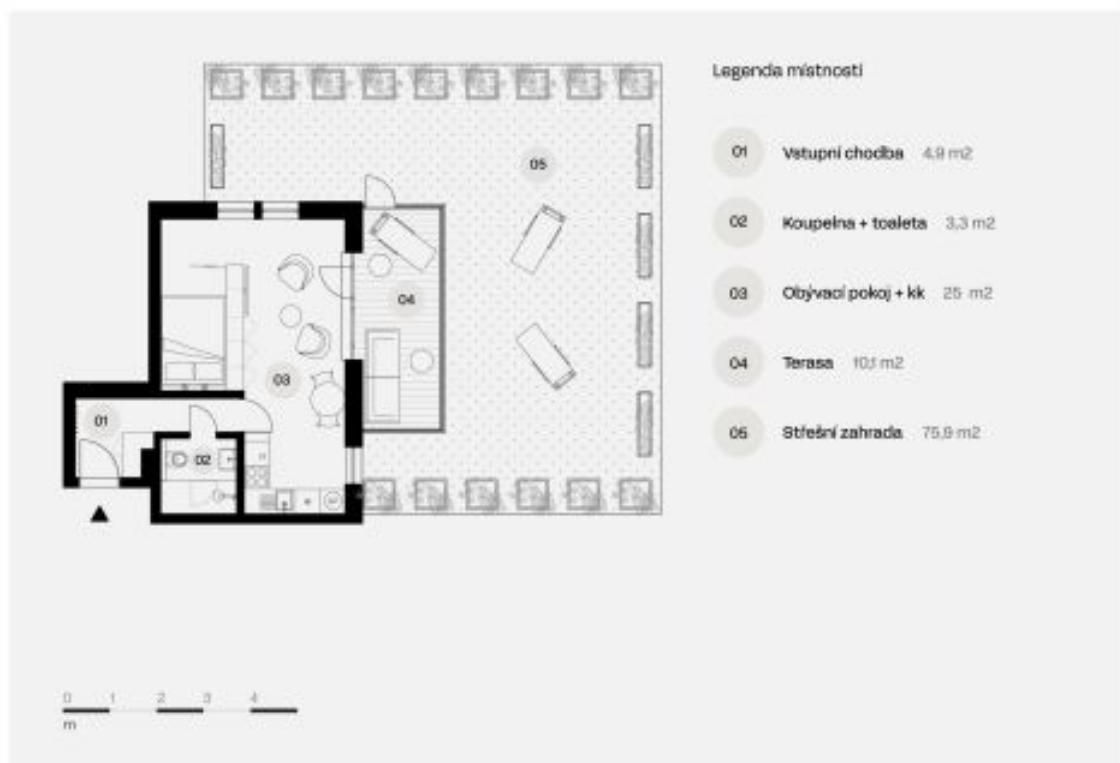 Legenda místností
01 Vstupní chodba 4.9 m2
02 Koupelna + toaleta 3,3 m2
03 Obývací pokoj + kk 25 m2
04 Terasa 10,1 m2
05 Střešní zahrada 75,9 m2
05
04
03
01
02
0 1 2 3 4
m